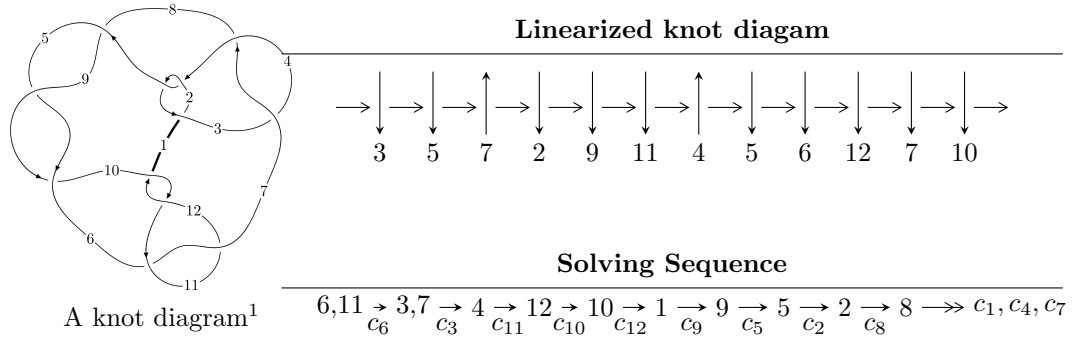 8
5
4
9
2
3
1
10
7
12
6
11
A knot diagram¹
Linearized knot diagam
3 5 7 2 9 11 4 5 6 12 7 10
Solving Sequence
6,11 → 3,7 → 4 → 12 → 10 → 1 → 9 → 5 → 2 → 8 →→ c₁, c₄, c₇
c₆ c₃ c₁₁ c₁₀ c₁₂ c₉ c₅ c₂ c₈